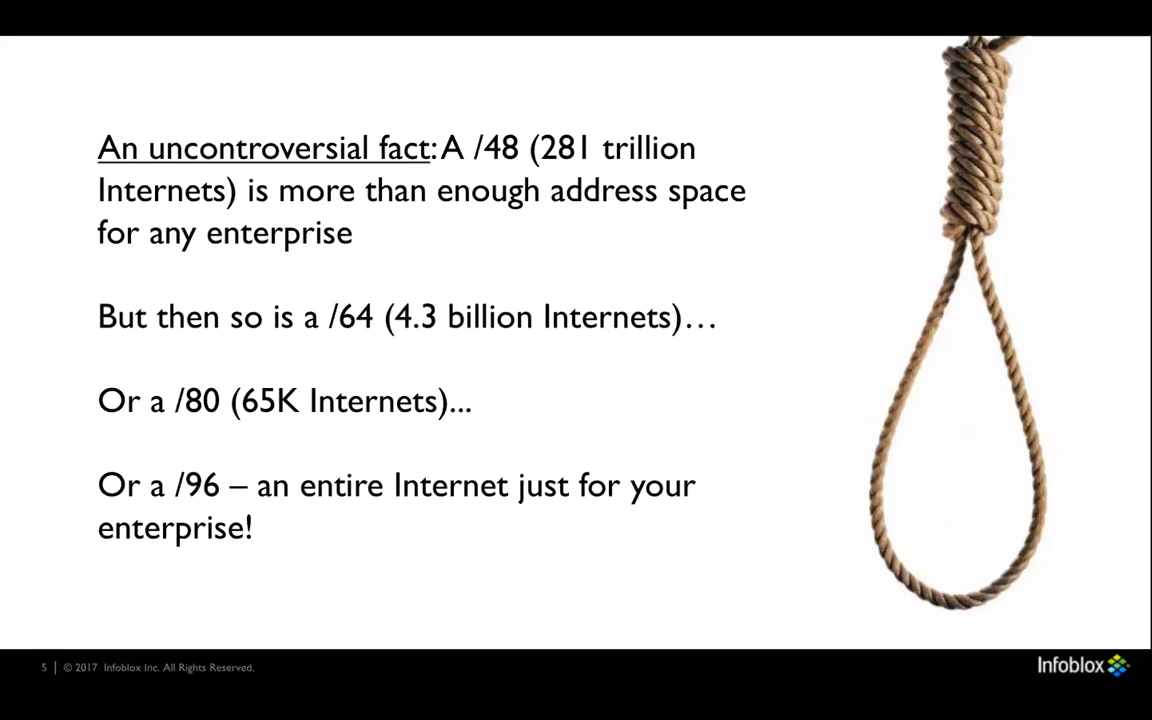 An uncontroversial fact: A /48 (281 trillion
Internets) is more than enough address space
for any enterprise
But then so is a /64 (4.3 billion Internets)…
Or a /80 (65K Internets)...
Or a /96 – an entire Internet just for your
enterprise!
5 | © 2017 Infoblox Inc. All Rights Reserved.
Infoblox